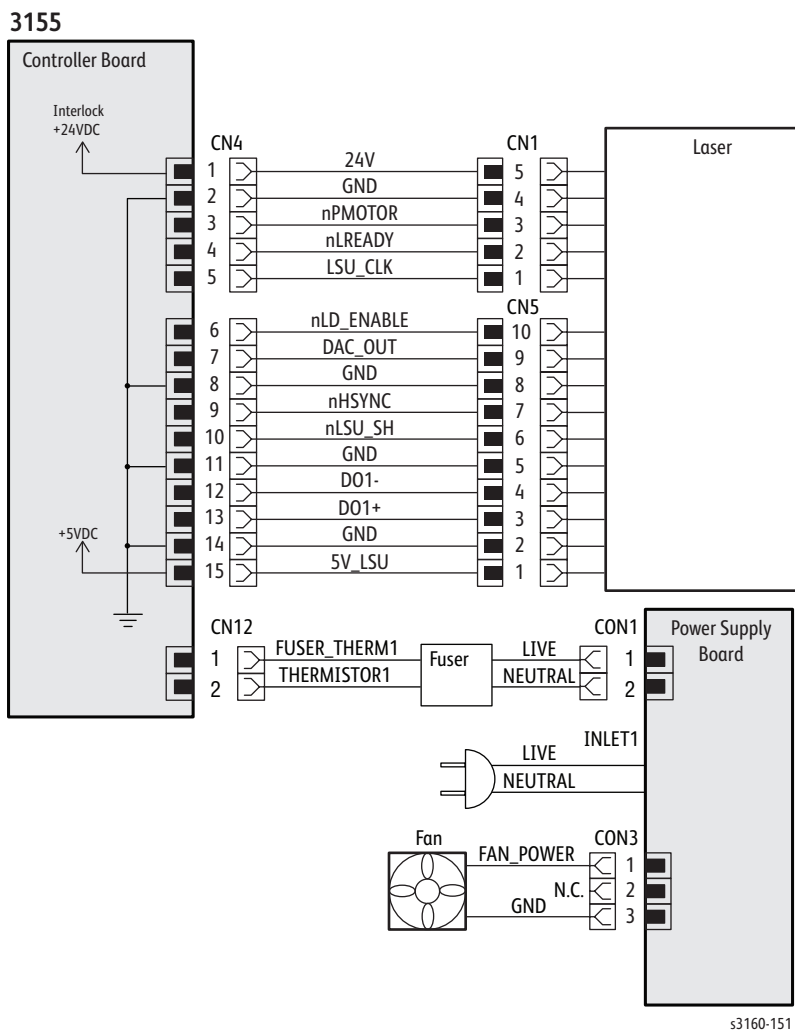 3155
Controller Board
Interlock
+24VDC
CN4
CN1
Laser
1 24V 5
2 GND 4
3 nPMOTOR 3
4 nLREADY 2
5 LSU_CLK 1
CN5
6 nLD_ENABLE 10
7 DAC_OUT 9
8 GND 8
9 nHSYNC 7
10 nLSU_SH 6
11 GND 5
12 DO1- 4
13 DO1+ 3
+5VDC
14 GND 2
15 5V_LSU 1
CN12
CON1
Power Supply
Board
1 FUSER_THERM1 Fuser LIVE 1
2 THERMISTOR1 NEUTRAL 2
INLET1
LIVE
NEUTRAL
Fan
CON3
FAN_POWER 1
N.C. 2
GND 3
s3160-151